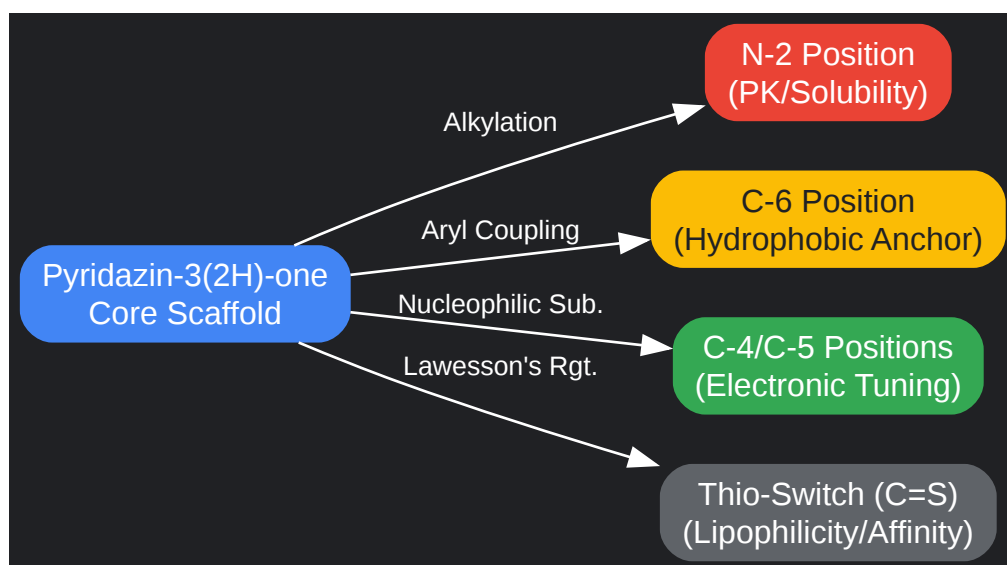 N-2 Position
(PK/Solubility)
Alkylation
C-6 Position
(Hydrophobic Anchor)
Aryl Coupling
Pyridazin-3(2H)-one
Core Scaffold
Nucleophilic Sub.
C-4/C-5 Positions
(Electronic Tuning)
Lawesson's Rgt.
Thio-Switch (C=S)
(Lipophilicity/Affinity)